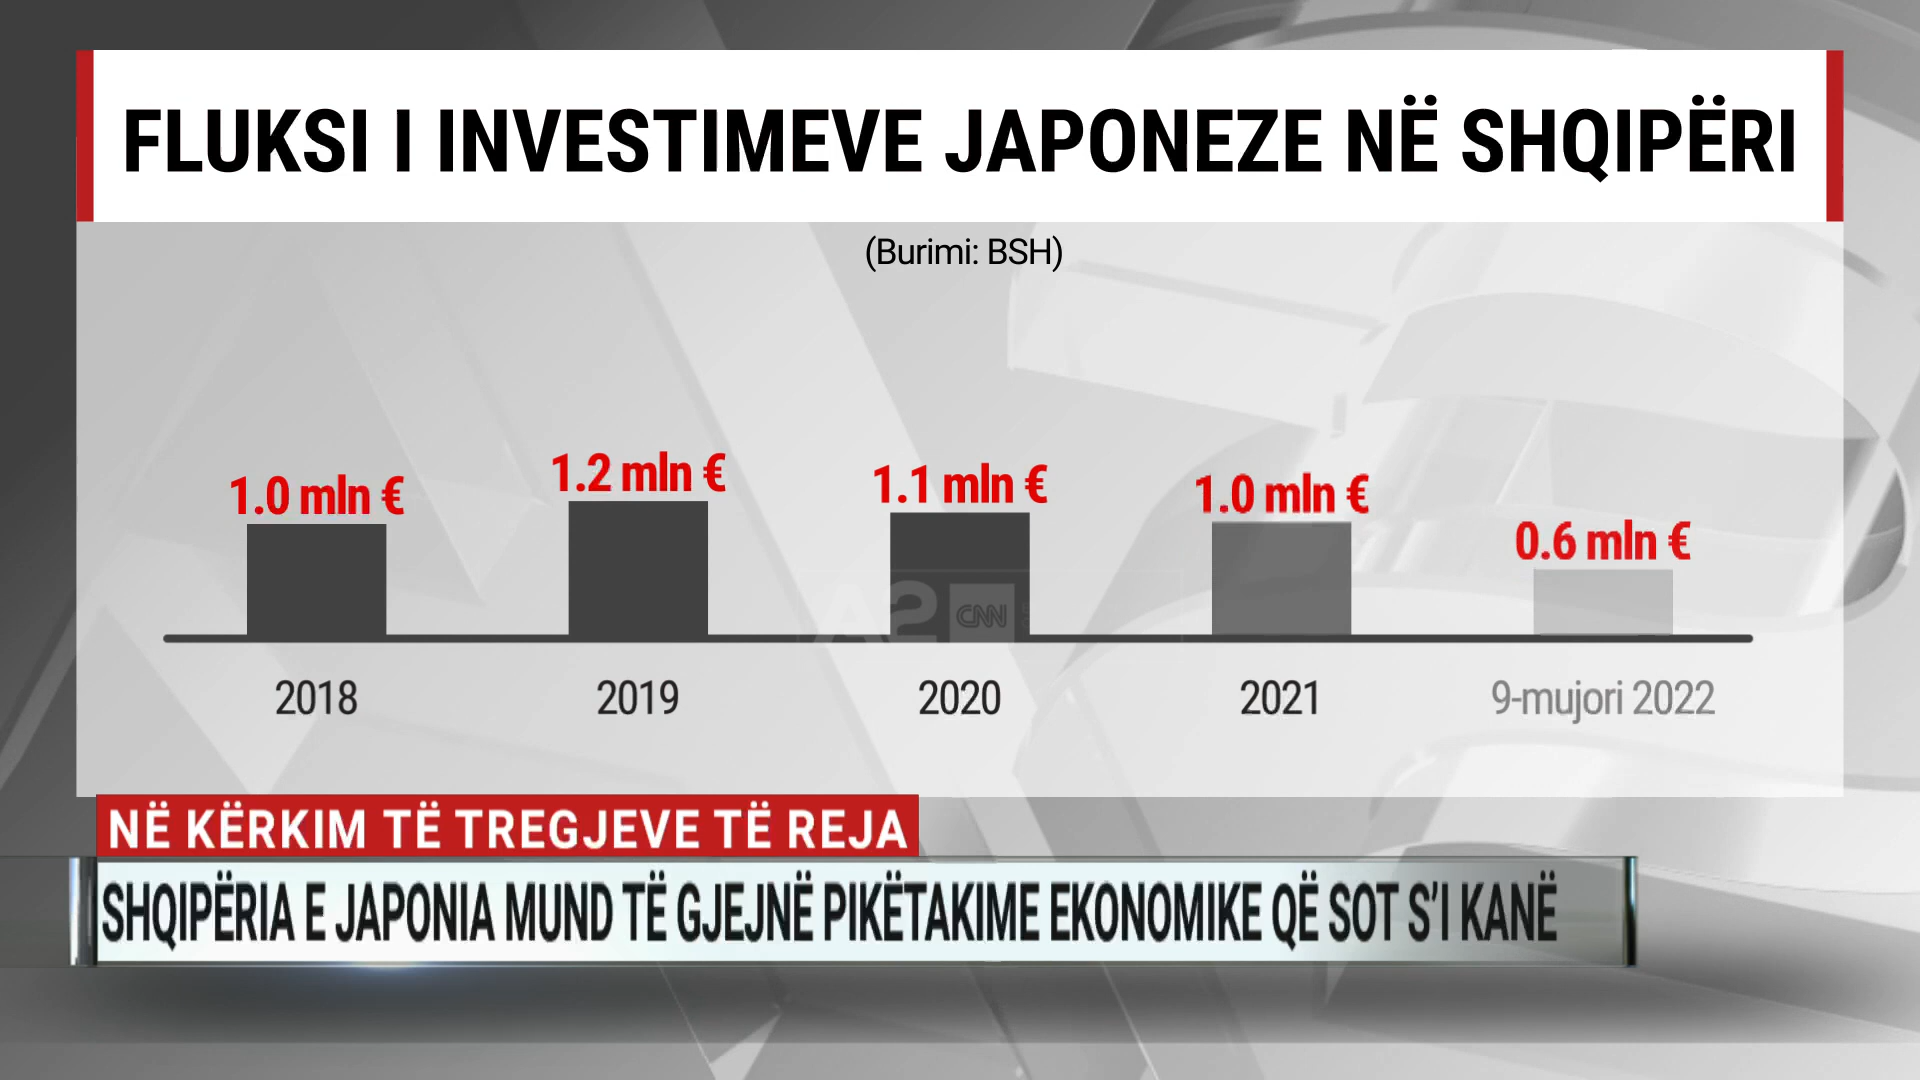 FLUKSI I INVESTIMEVE JAPONEZE NË SHQIPËRI
(Burimi: BSH)
1.0 mln €
1.2 mln €
1.1 mln €
1.0 mln €
0.6 mln €
A2 CNN
2018
2019
2020
2021
9-mujori 2022
NË KËRKIM TË TREGJEVE TË REJA
SHQIPËRIA E JAPONIA MUND TË GJEJNË PIKËTAKIME EKONOMIKE QË SOT S'I KANË